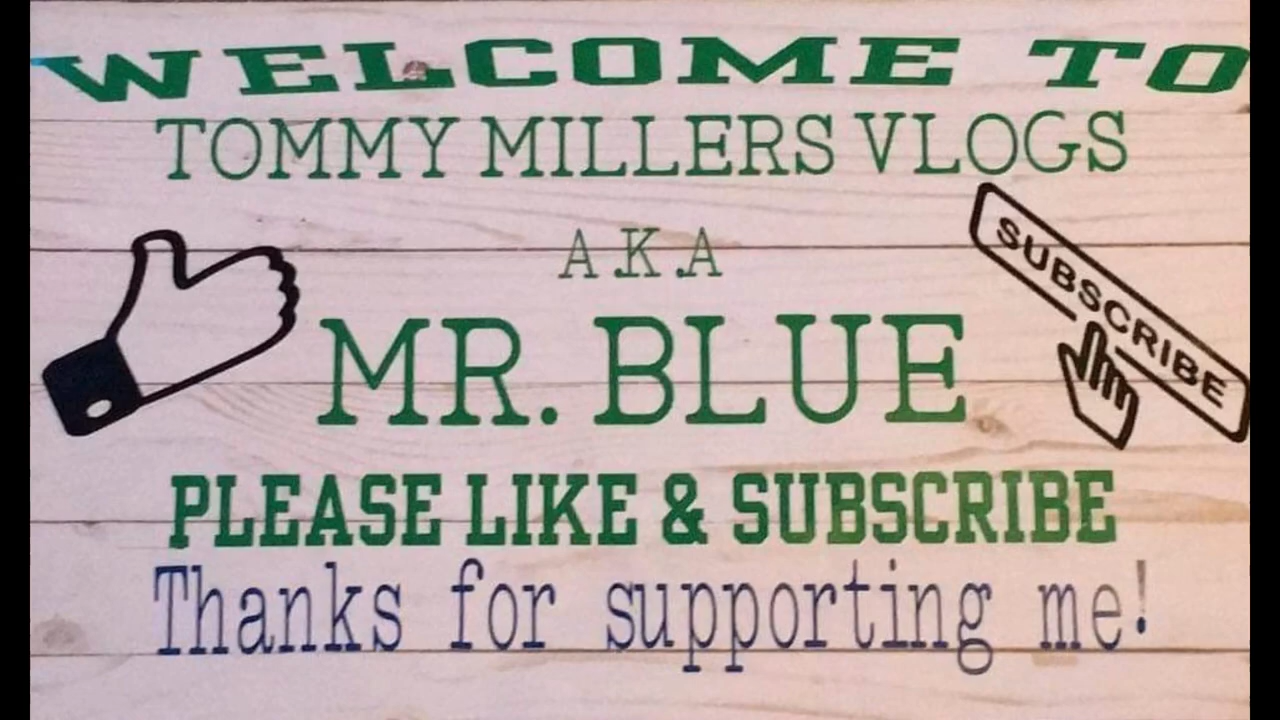 WELCOME TO
TOMMY MILLERS VLOGS
A.K.A
MR. BLUE
SUBSCRIBE
PLEASE LIKE & SUBSCRIBE
Thanks for supporting me!